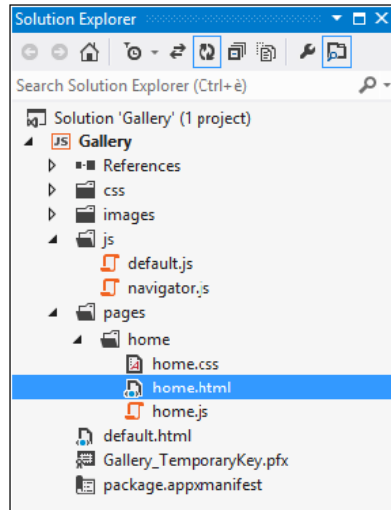 Solution Explorer
Search Solution Explorer (Ctrl+è)
Solution 'Gallery' (1 project)
JS Gallery
References
css
images
js
default.js
navigator.js
pages
home
home.css
home.html
home.js
default.html
Gallery_TemporaryKey.pfx
package.appxmanifest